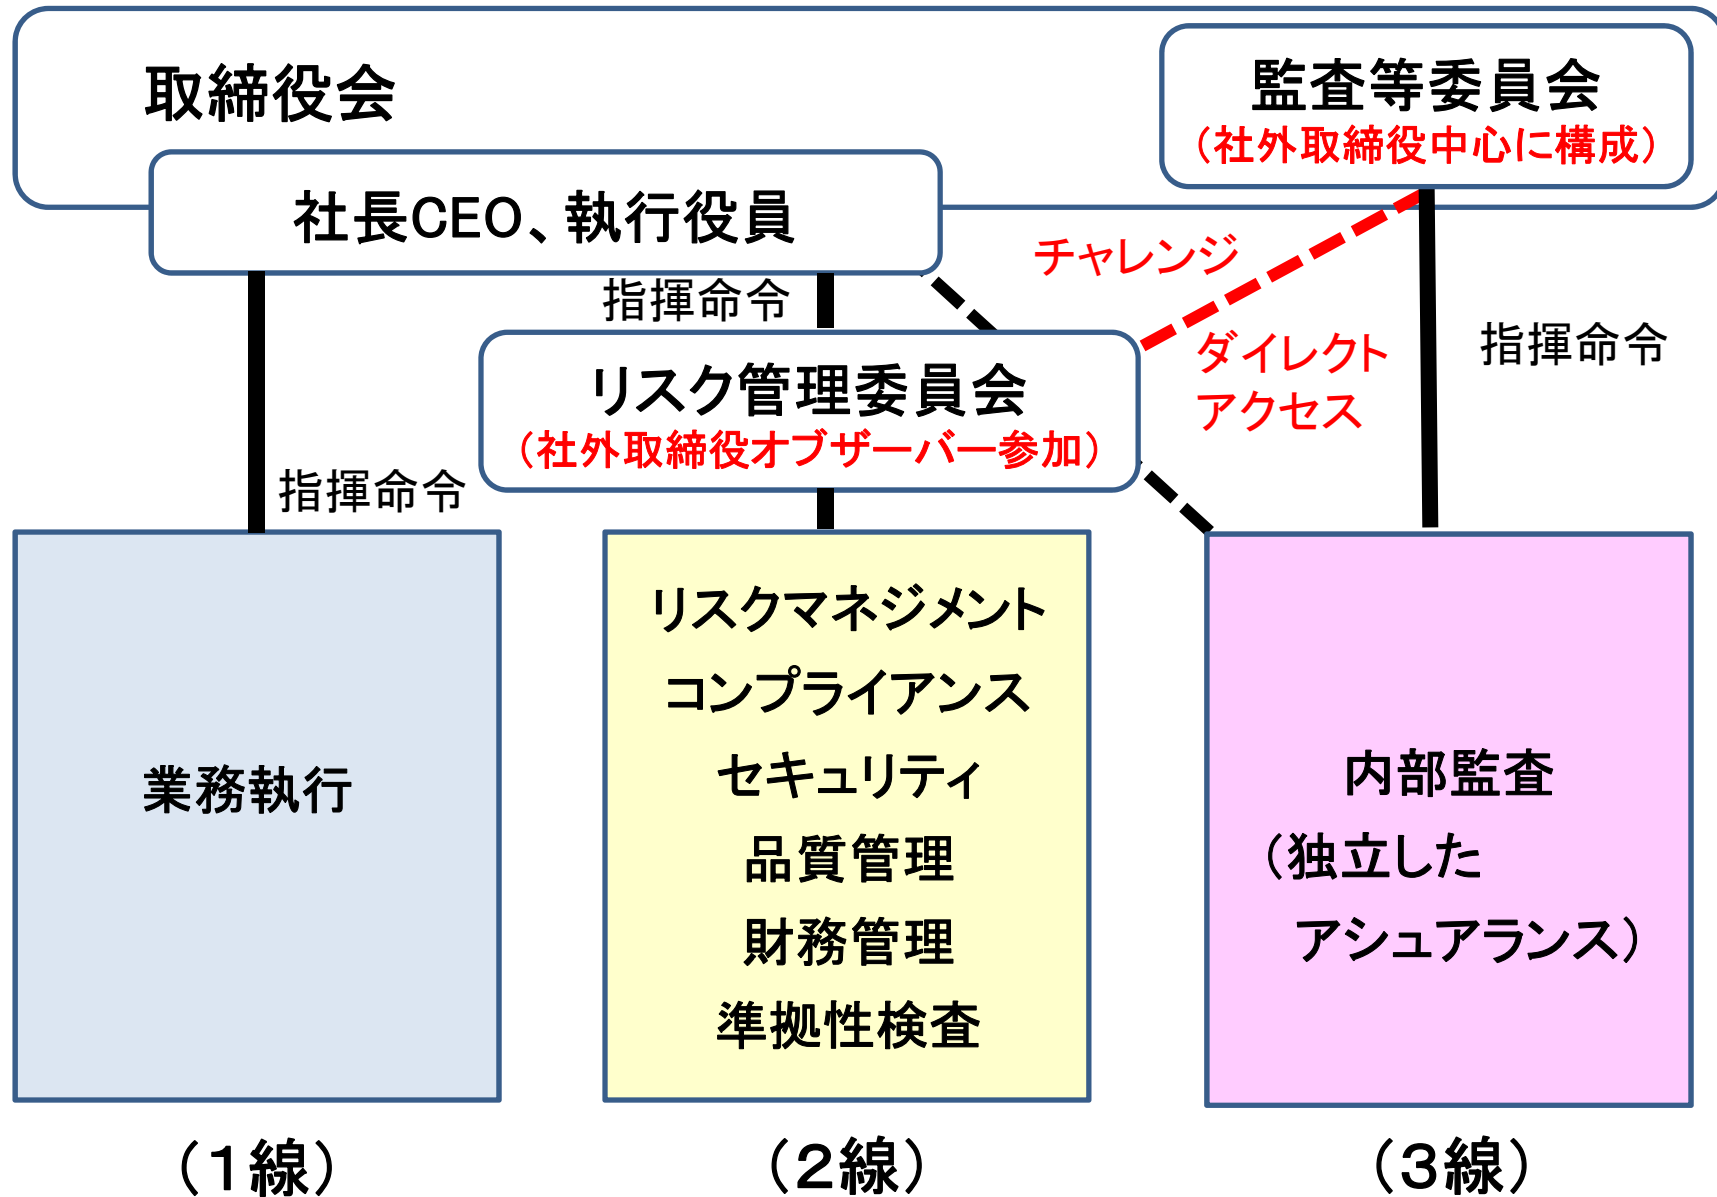 取締役会
監査等委員会
（社外取締役中心に構成）
社長CEO、執行役員
チャレンジ
指揮命令
ダイレクト
アクセス
指揮命令
リスク管理委員会
（社外取締役オブザーバー参加）
指揮命令
業務執行
リスクマネジメント
コンプライアンス
セキュリティ
品質管理
財務管理
準拠性検査
内部監査
（独立した
アシュアランス）
（１線）
（２線）
（３線）